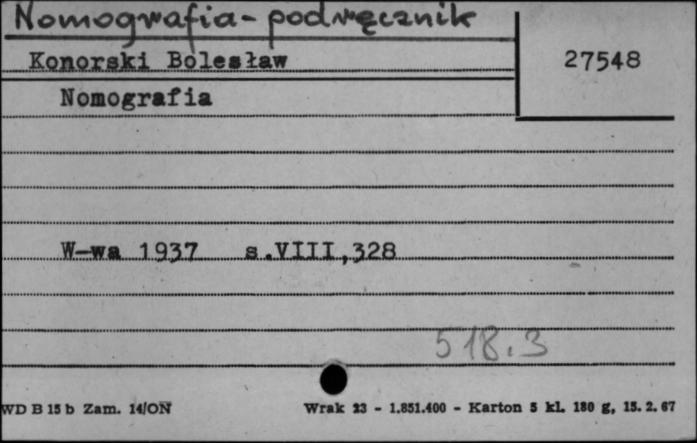 Nomografia - podręcznik
Konorski Bolesław
27548
Nomografia
W-wa 1937 s.VIII,328
518.3
WD B 15 b Zam. 14/ON
Wrak 23 - 1.851.400 - Karton 5 kl. 180 g, 15. 2. 67